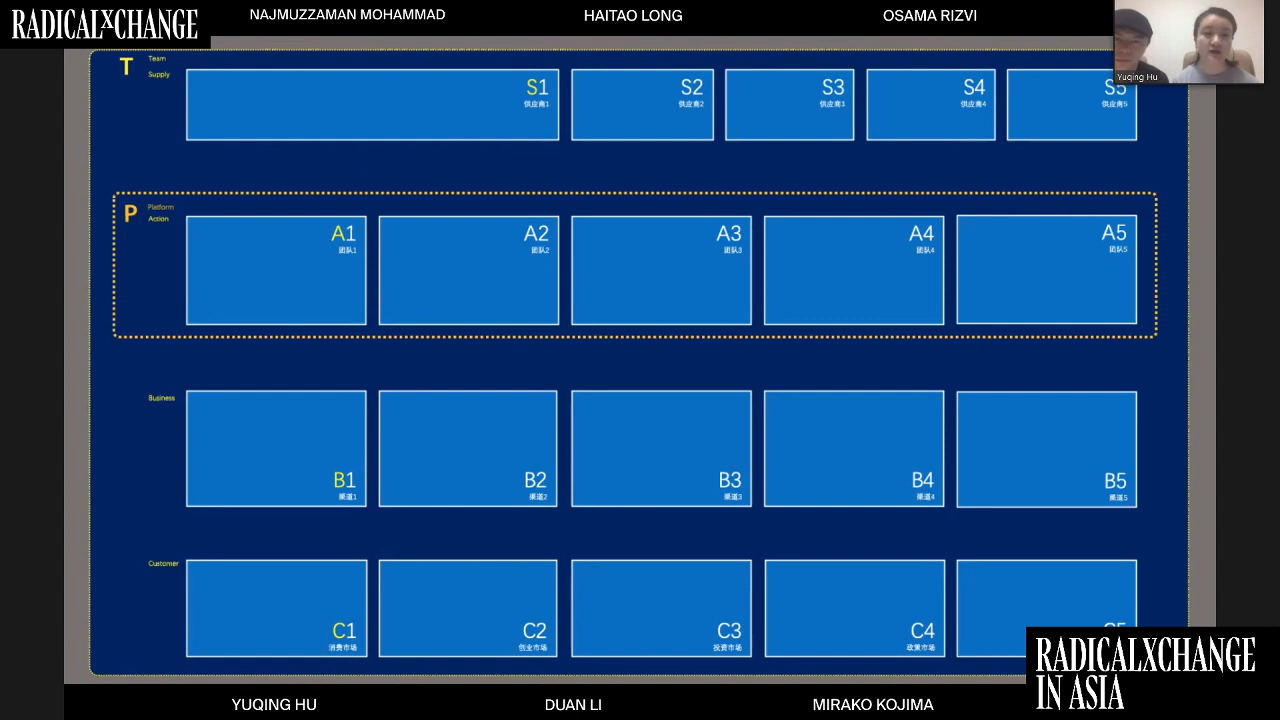 RADICALXCHANGE
NAJMUZZAMAN MOHAMMAD
HAITAO LONG
OSAMA RIZVI
Yuqing Hu
T
Team
Supply
S1
供应商1
S2
供应商2
S3
供应商3
S4
供应商4
S5
供应商5
P
Platform
Action
A1
团队1
A2
团队2
A3
团队3
A4
团队4
A5
团队5
Business
B1
渠道1
B2
渠道2
B3
渠道3
B4
渠道4
B5
渠道5
Customer
C1
消费市场
C2
创业市场
C3
投资市场
C4
政策市场
C5
RADICALXCHANGE
IN ASIA
YUQING HU
DUAN LI
MIRAKO KOJIMA